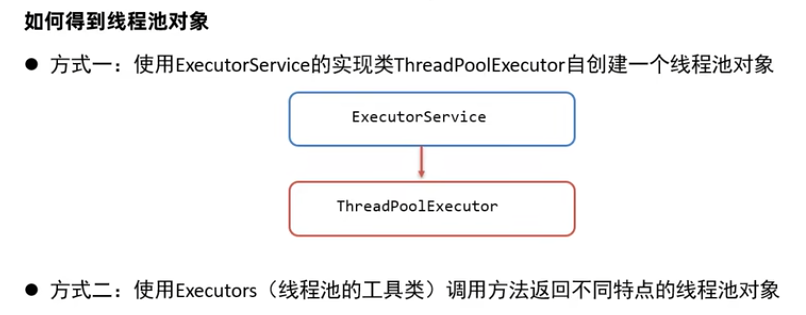 如何得到线程池对象
● 方式一：使用ExecutorService的实现类ThreadPoolExecutor自创建一个线程池对象
ExecutorService
ThreadPoolExecutor
● 方式二：使用Executors（线程池的工具类）调用方法返回不同特点的线程池对象